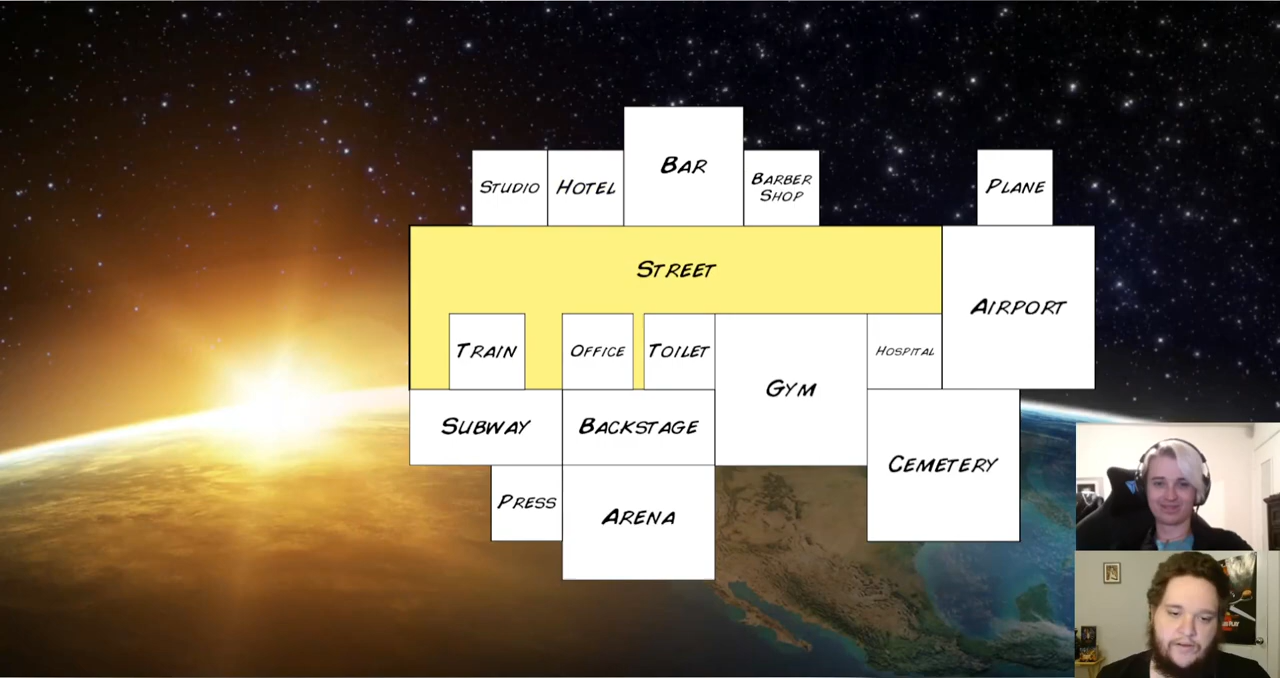 BAR
STUDIO
HOTEL
BARBER
SHOP
PLANE
STREET
AIRPORT
TRAIN
OFFICE
TOILET
HOSPITAL
GYM
SUBWAY
BACKSTAGE
CEMETERY
PRESS
ARENA